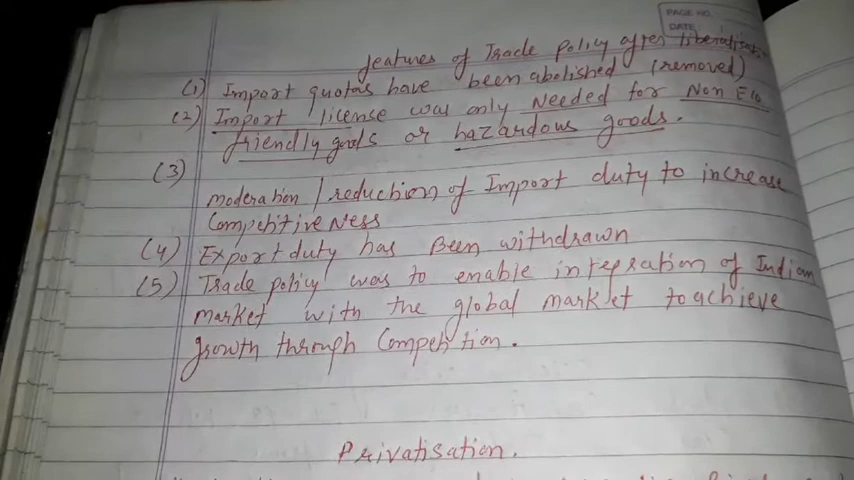 PAGE NO.
DATE
features of Trade policy after liberalisation
(1) Import quotas have been abolished (removed)
(2) Import license was only Needed for Non Eco
friendly goods or hazardous goods.
(3)
moderation / reduction of Import duty to increase
Competitiveness
(4) Export duty has Been withdrawn
(5) Trade policy was to enable integration of Indian
market with the global market to achieve
growth through Competition.
Privatisation.